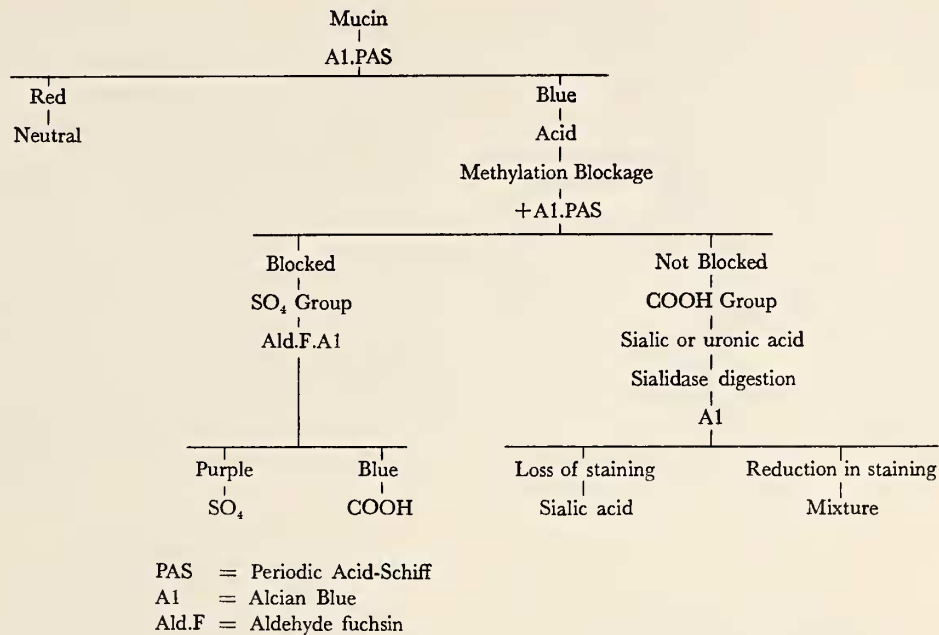 Mucin
A1.PAS
Red Blue
Neutral Acid
Methylation Blockage
+A1.PAS
Blocked Not Blocked
SO₄ Group COOH Group
Ald.F.A1 Sialic or uronic acid
Sialidase digestion
A1
Purple Blue Loss of staining Reduction in staining
SO₄ COOH Sialic acid Mixture
PAS = Periodic Acid-Schiff
A1 = Alcian Blue
Ald.F = Aldehyde fuchsin